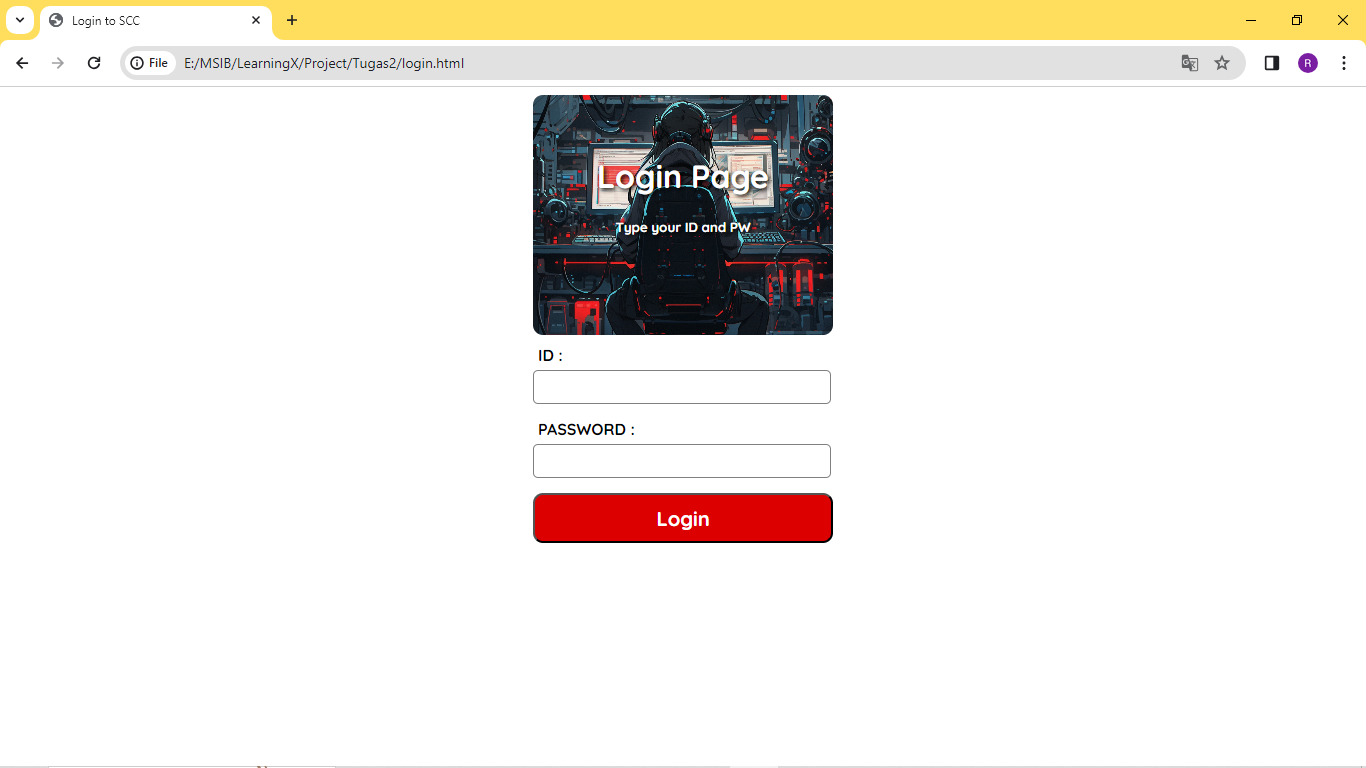 Login to SCC
File
E:/MSIB/LearningX/Project/Tugas2/login.html
R
Login Page
Type your ID and PW
ID :
PASSWORD :
Login